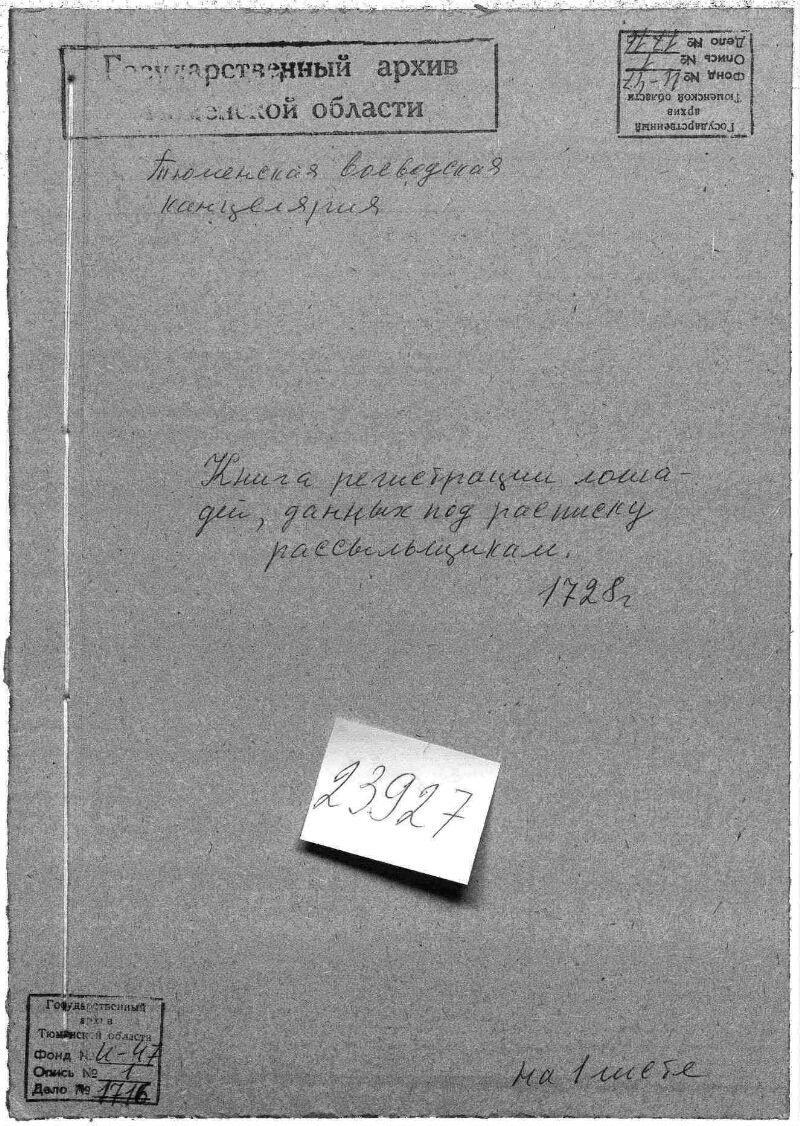 Государственный архив
Тюменской области
Государственный
архив
Тюменской области
Фонд № И-47
Опись № 1
Дело № 1716
Тюменская воеводская
канцелярия
Книга регистрации лоша-
дей, данных под расписку
рассыльщикам.
1728г
23927
Государственный
архив
Тюменской области
Фонд № И-47
Опись № 1
Дело № 1716
на 1 листе